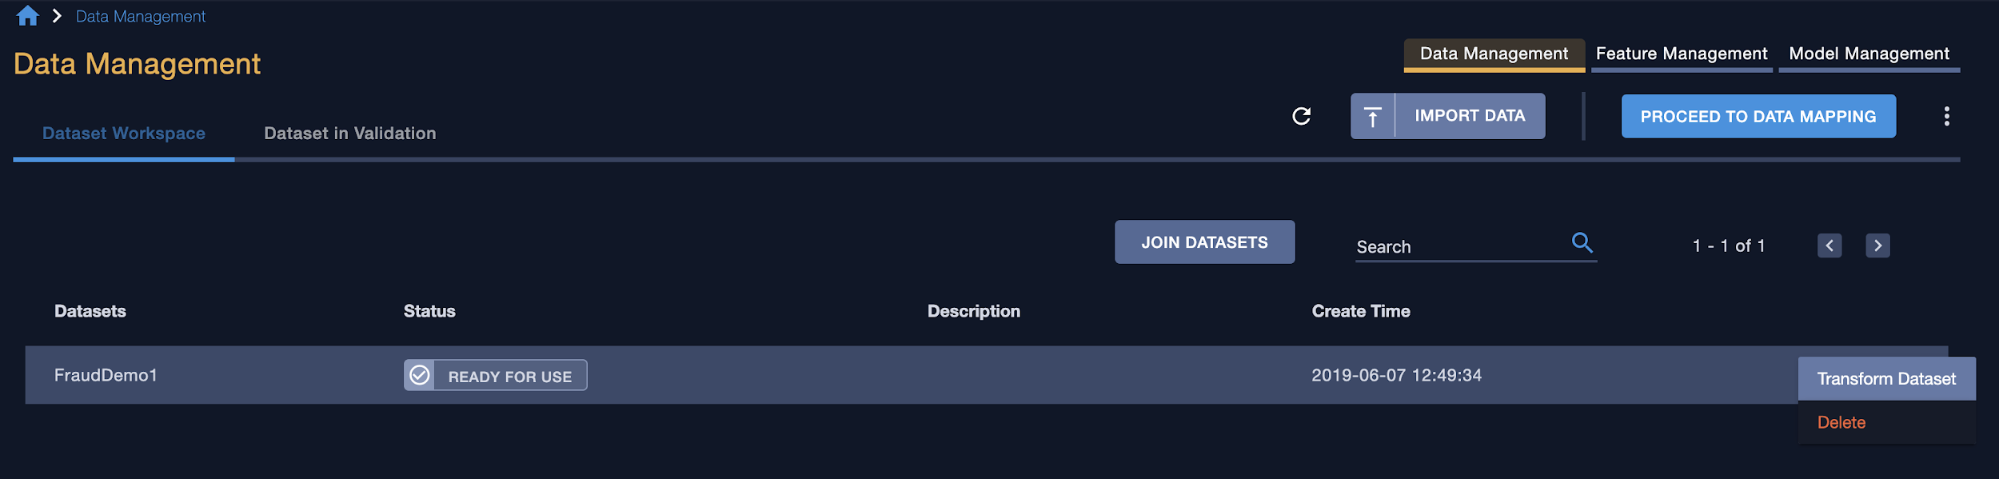 Data Management
Data Management
Data Management Feature Management Model Management
Dataset Workspace Dataset in Validation
IMPORT DATA PROCEED TO DATA MAPPING
JOIN DATASETS Search 1 - 1 of 1
Datasets Status Description Create Time
FraudDemo1 READY FOR USE 2019-06-07 12:49:34 Transform Dataset
Delete